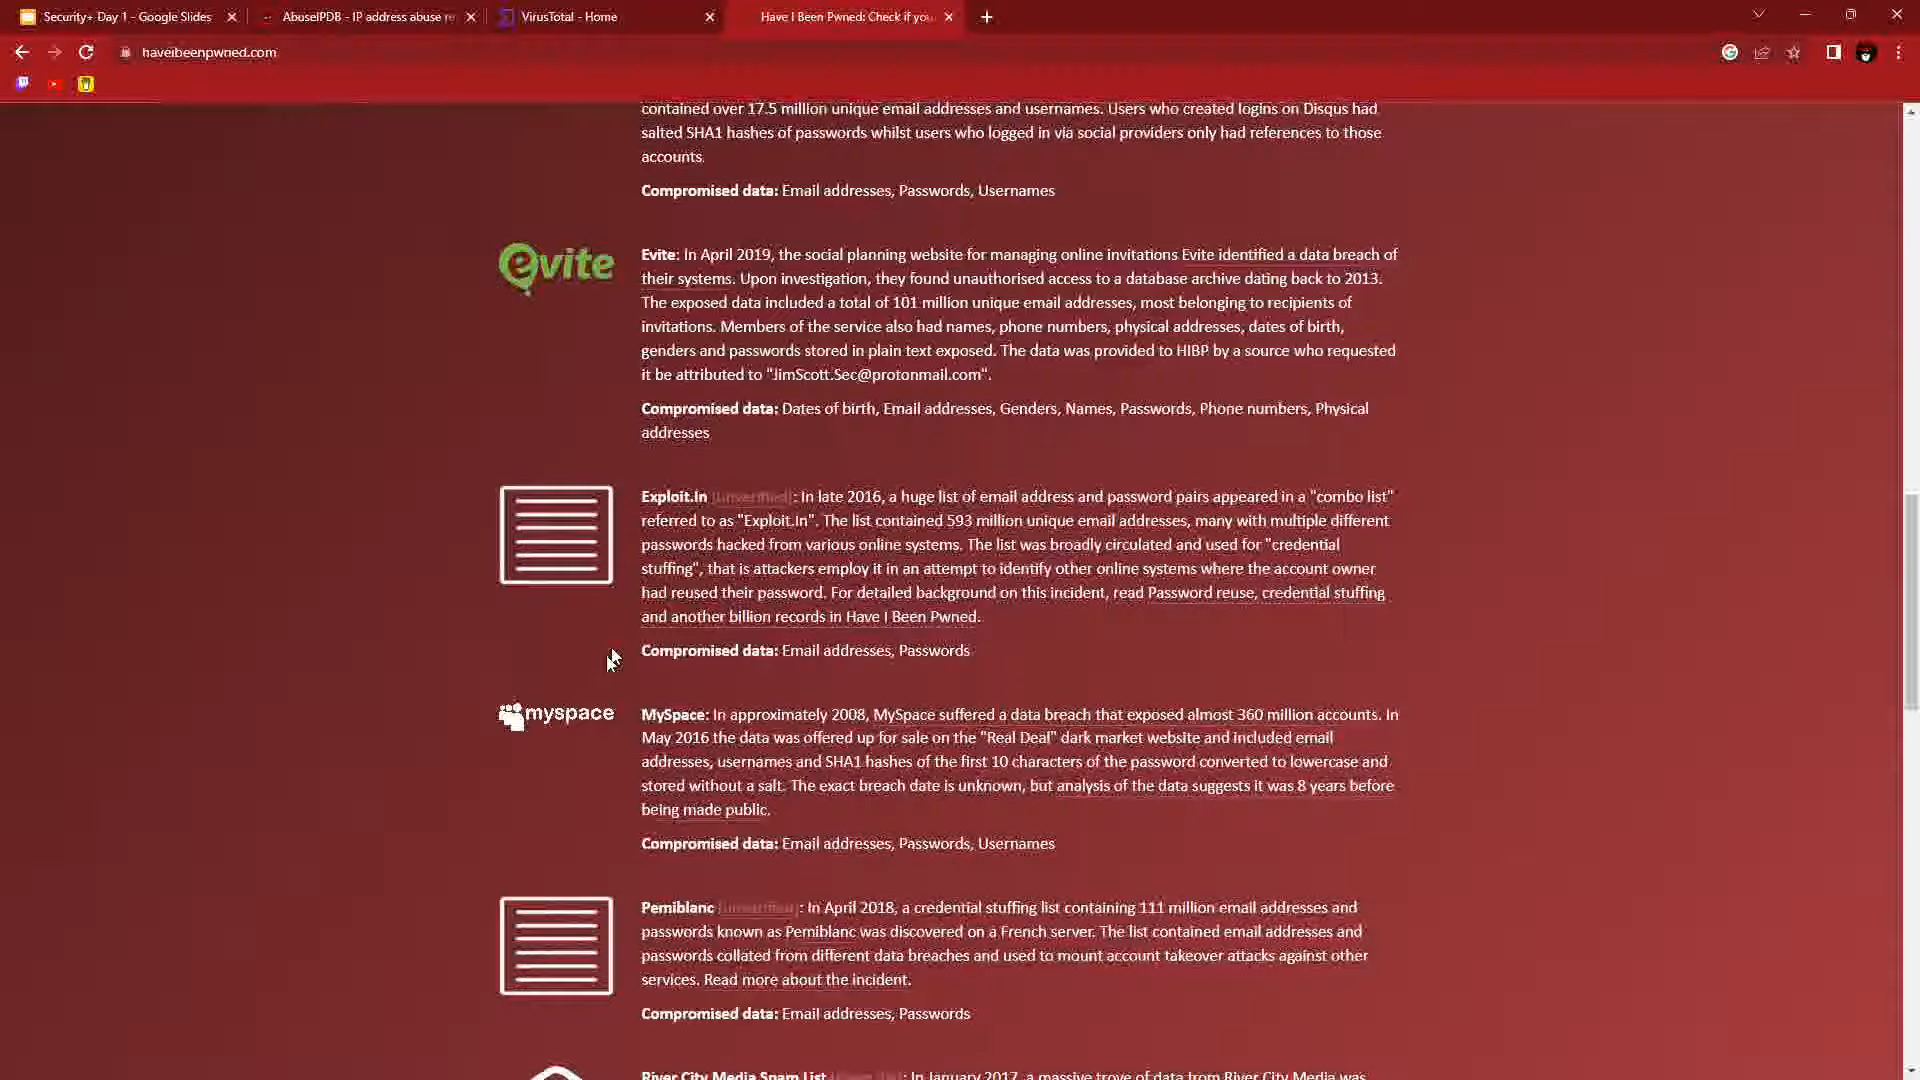 Security+ Day 1 - Google Slides
AbuseIPDB - IP address abuse re
VirusTotal - Home
Have I Been Pwned: Check if you
haveibeenpwned.com
contained over 17.5 million unique email addresses and usernames. Users who created logins on Disqus had
salted SHA1 hashes of passwords whilst users who logged in via social providers only had references to those
accounts.
Compromised data: Email addresses, Passwords, Usernames
evite
Evite: In April 2019, the social planning website for managing online invitations Evite identified a data breach of
their systems. Upon investigation, they found unauthorised access to a database archive dating back to 2013.
The exposed data included a total of 101 million unique email addresses, most belonging to recipients of
invitations. Members of the service also had names, phone numbers, physical addresses, dates of birth,
genders and passwords stored in plain text exposed. The data was provided to HIBP by a source who requested
it be attributed to "JimScott.Sec@protonmail.com".
Compromised data: Dates of birth, Email addresses, Genders, Names, Passwords, Phone numbers, Physical
addresses
Exploit.In (unverified): In late 2016, a huge list of email address and password pairs appeared in a "combo list"
referred to as "Exploit.In". The list contained 593 million unique email addresses, many with multiple different
passwords hacked from various online systems. The list was broadly circulated and used for "credential
stuffing", that is attackers employ it in an attempt to identify other online systems where the account owner
had reused their password. For detailed background on this incident, read Password reuse, credential stuffing
and another billion records in Have I Been Pwned.
Compromised data: Email addresses, Passwords
myspace
MySpace: In approximately 2008, MySpace suffered a data breach that exposed almost 360 million accounts. In
May 2016 the data was offered up for sale on the "Real Deal" dark market website and included email
addresses, usernames and SHA1 hashes of the first 10 characters of the password converted to lowercase and
stored without a salt. The exact breach date is unknown, but analysis of the data suggests it was 8 years before
being made public.
Compromised data: Email addresses, Passwords, Usernames
Pemiblanc (unverified): In April 2018, a credential stuffing list containing 111 million email addresses and
passwords known as Pemiblanc was discovered on a French server. The list contained email addresses and
passwords collated from different data breaches and used to mount account takeover attacks against other
services. Read more about the incident.
Compromised data: Email addresses, Passwords
River City Media Spam List : In January 2017, a massive trove of data from River City Media was